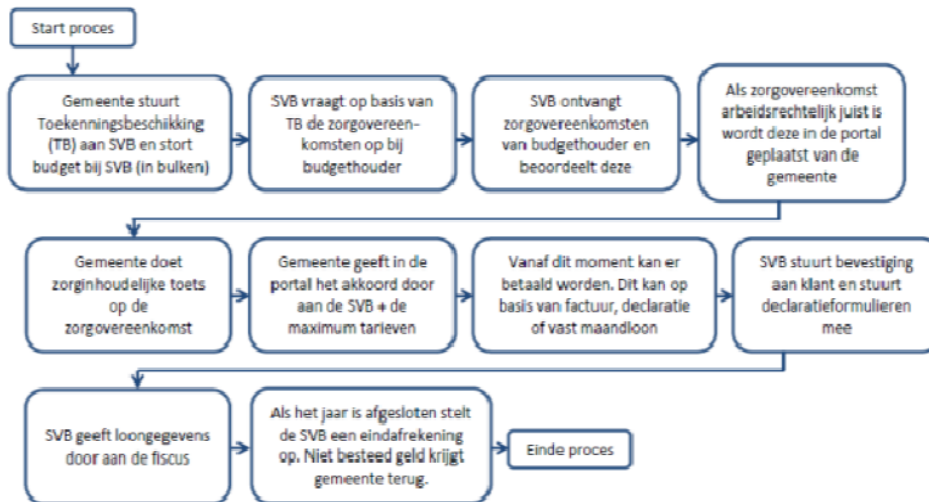 Start proces
Gemeente stuurt
Toekenningsbeschikking
(TB) aan SVB en stort
budget bij SVB (in bulken)
SVB vraagt op basis van
TB de zorgovereen-
komsten op bij
budgethouder
SVB ontvangt
zorgovereenkomsten
van budgethouder en
beoordeelt deze
Als zorgovereenkomst
arbeidsrechtelijk juist is
wordt deze in de portal
geplaatst van de
gemeente
Gemeente doet
zorginhoudelijke toets
op de
zorgovereenkomst
Gemeente geeft in de
portal het akkoord door
aan de SVB + de
maximum tarieven
Vanaf dit moment kan er
betaald worden. Dit kan op
basis van factuur, declaratie
of vast maandloon
SVB stuurt bevestiging
aan klant en stuurt
declaratieformulieren
mee
SVB geeft loongegevens
door aan de fiscus
Als het jaar is afgesloten stelt
de SVB een eindafrekening
op. Niet besteed geld krijgt
gemeente terug.
Einde proces